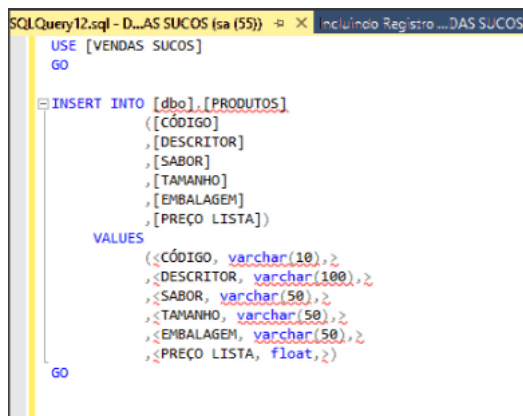 SQLQuery12.sql - D...AS SUCOS (sa (55)) Incluindo Registro ...DAS SUCOS
USE [VENDAS SUCOS]
GO
INSERT INTO [dbo].[PRODUTOS]
([CÓDIGO]
,[DESCRITOR]
,[SABOR]
,[TAMANHO]
,[EMBALAGEM]
,[PREÇO LISTA])
VALUES
(<CÓDIGO, varchar(10),>
,<DESCRITOR, varchar(100),>
,<SABOR, varchar(50),>
,<TAMANHO, varchar(50),>
,<EMBALAGEM, varchar(50),>
,<PREÇO LISTA, float,>)
GO